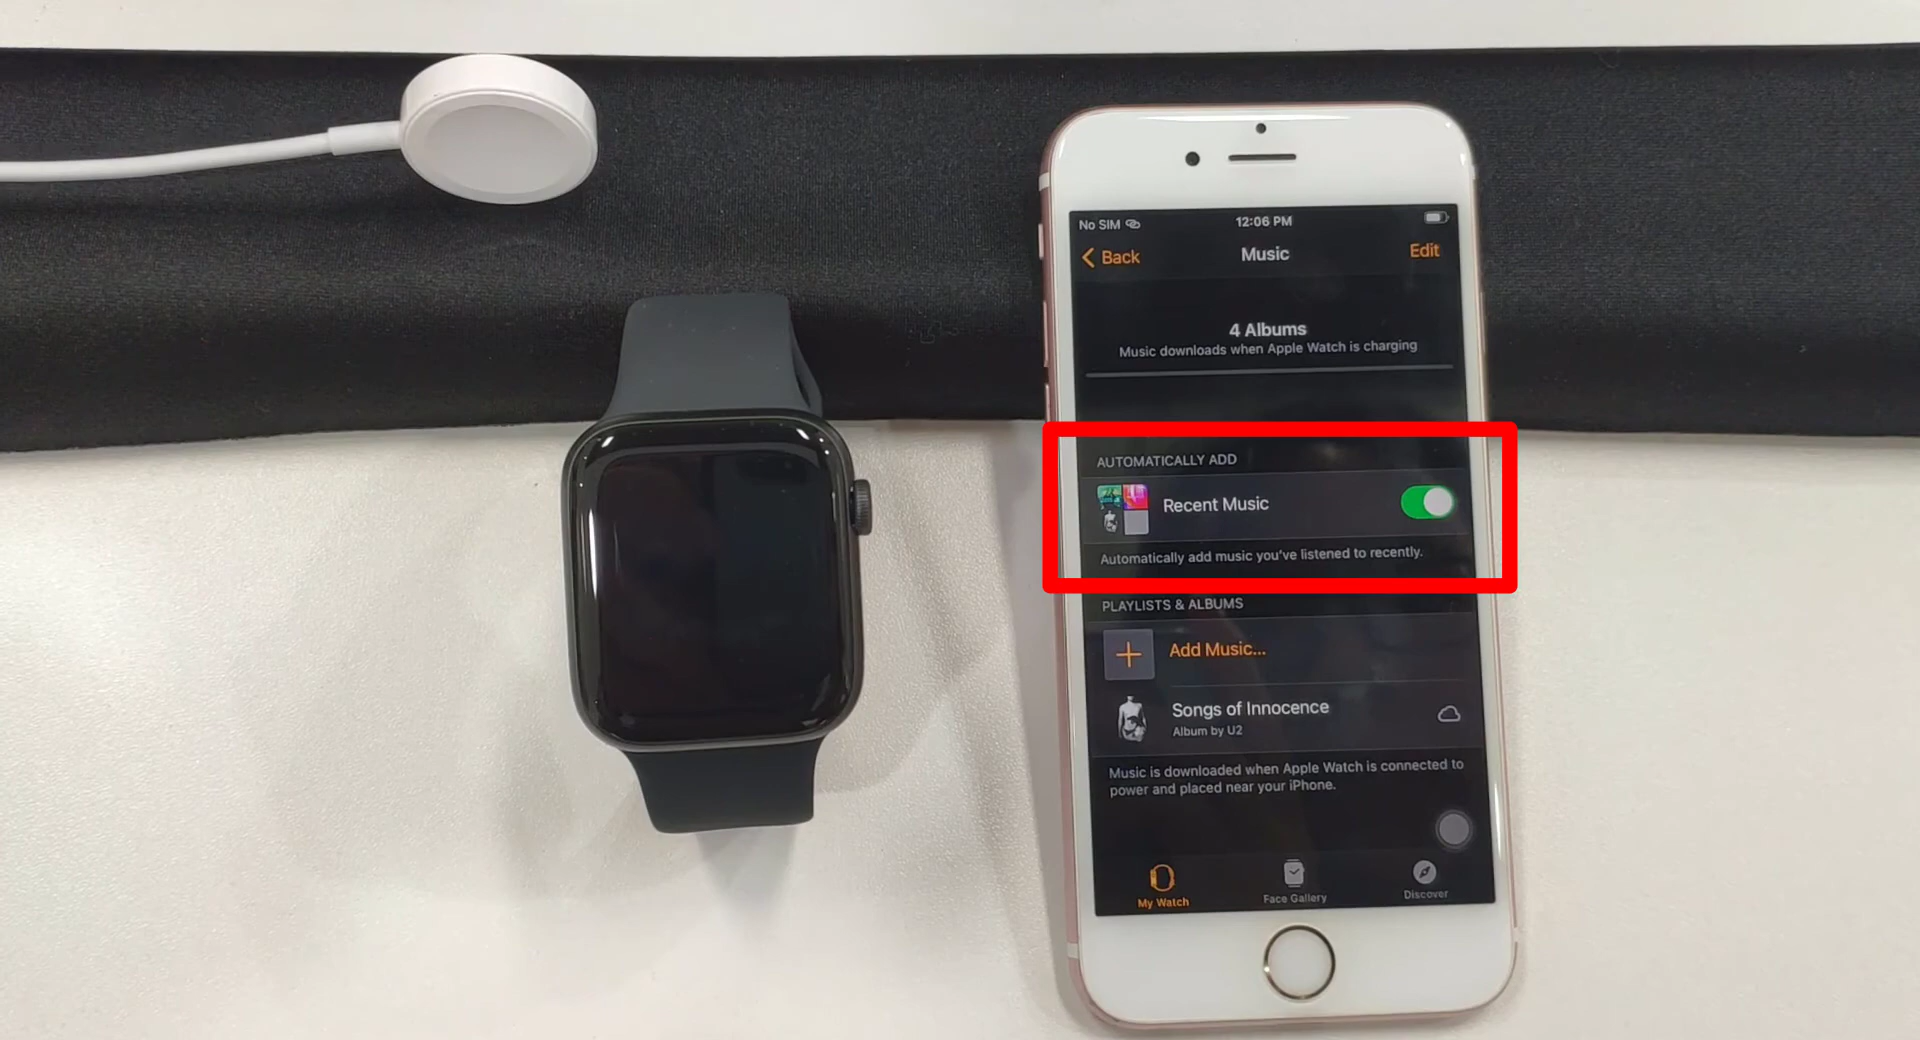 No SIM 12:06 PM
Back Music Edit
4 Albums
Music downloads when Apple Watch is charging
AUTOMATICALLY ADD
Recent Music
Automatically add music you've listened to recently.
PLAYLISTS & ALBUMS
Add Music...
Songs of Innocence
Album by U2
Music is downloaded when Apple Watch is connected to
power and placed near your iPhone.
My Watch Face Gallery Discover